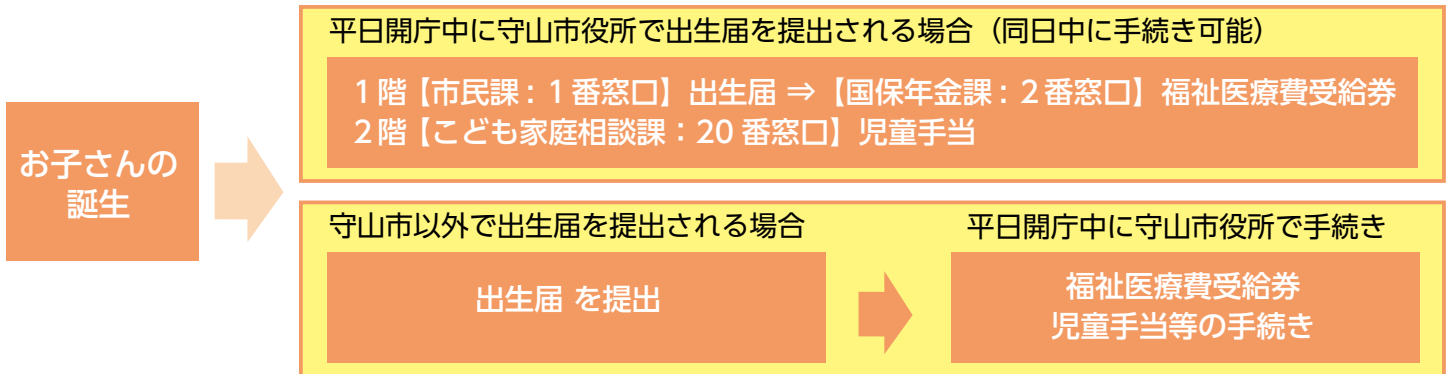 お子さんの
誕生
平日開庁中に守山市役所で出生届を提出される場合（同日中に手続き可能）
１階【市民課：１番窓口】出生届 ⇒【国保年金課：２番窓口】福祉医療費受給券
２階【こども家庭相談課：20 番窓口】児童手当
守山市以外で出生届を提出される場合
出生届 を提出
平日開庁中に守山市役所で手続き
福祉医療費受給券
児童手当等の手続き